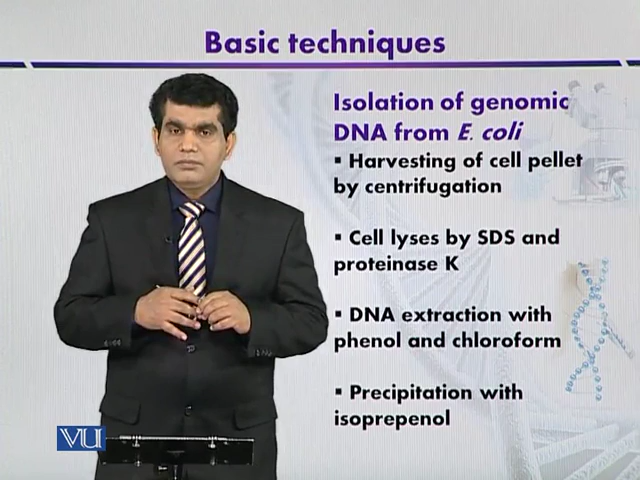 Basic techniques
Isolation of genomic
DNA from E. coli
▪ Harvesting of cell pellet
by centrifugation
▪ Cell lyses by SDS and
proteinase K
▪ DNA extraction with
phenol and chloroform
▪ Precipitation with
isoprepenol
VU